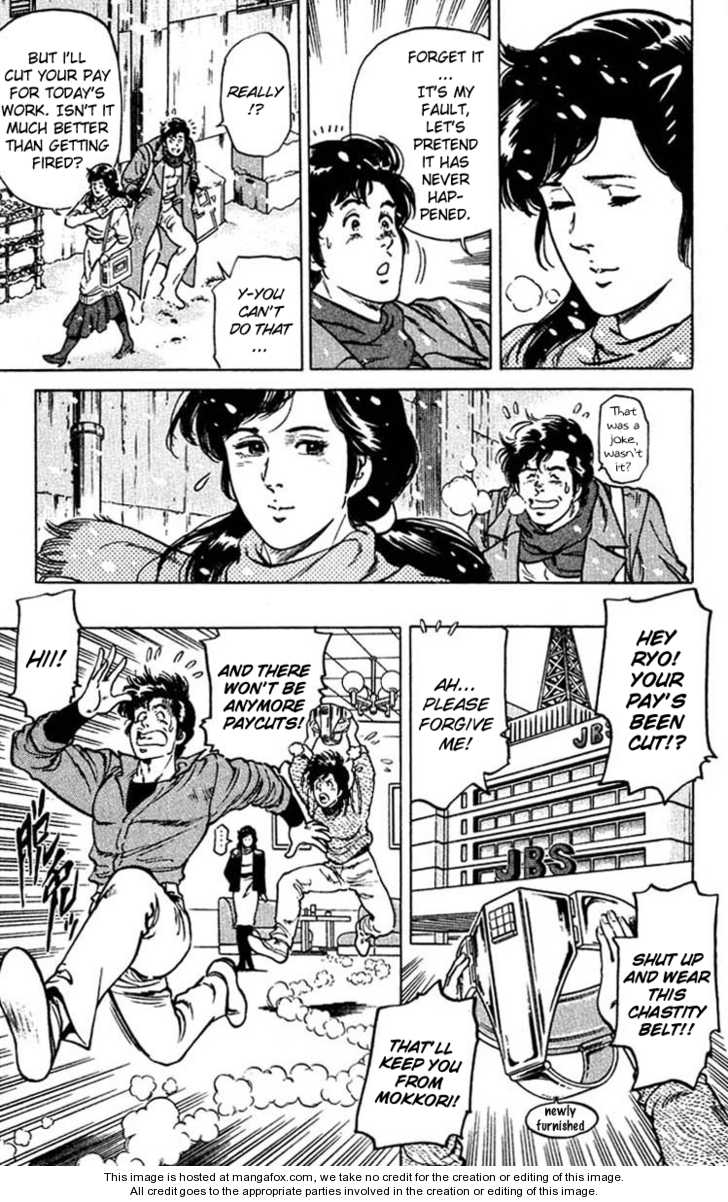 FORGET IT
...
IT'S MY
FAULT,
LET'S
PRETEND
IT HAS
NEVER
HAP-
PENED.
REALLY
!?
BUT I'LL
CUT YOUR PAY
FOR TODAY'S
WORK. ISN'T IT
MUCH BETTER
THAN GETTING
FIRED?
Y-YOU
CAN'T
DO THAT
...
That
was a
joke,
wasn't
it?
HEY
RYO!
YOUR
PAY'S
BEEN
CUT!?
AH...
PLEASE
FORGIVE
ME!
JBS
JBS
SHUT UP
AND WEAR
THIS
CHASTITY
BELT!!
THAT'LL
KEEP YOU
FROM
MOKKORI!
newly
furnished
AND THERE
WON'T BE
ANYMORE
PAYCUTS!
...
HII!
脱兎
This image is hosted at mangafox.com, we take no credit for the creation or editing of this image.
All credit goes to the appropriate parties involved in the creation or editing of this image.